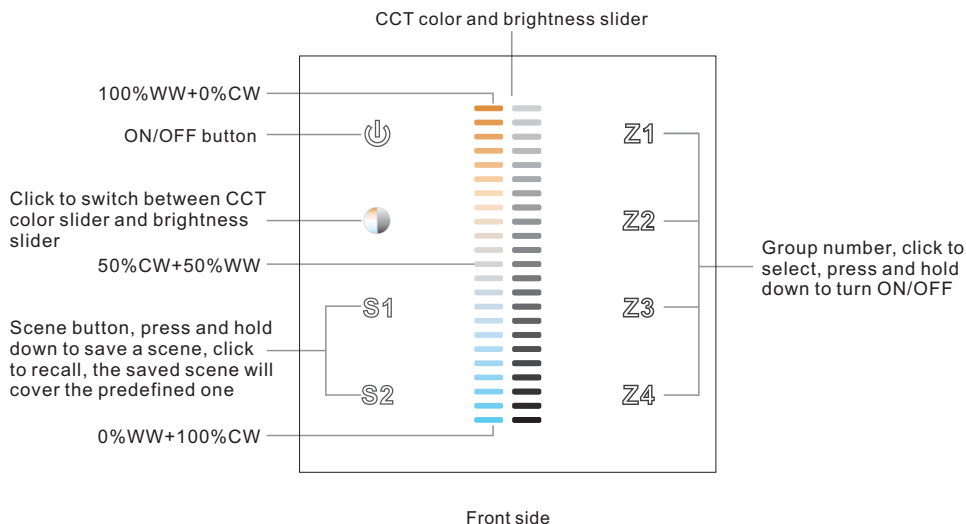 CCT color and brightness slider
100%WW+0%CW
ON/OFF button
Z1
Click to switch between CCT
color slider and brightness
slider
Z2
50%CW+50%WW
Group number, click to
select, press and hold
down to turn ON/OFF
S1
Z3
Scene button, press and hold
down to save a scene, click
to recall, the saved scene will
cover the predefined one
S2
Z4
0%WW+100%CW
Front side